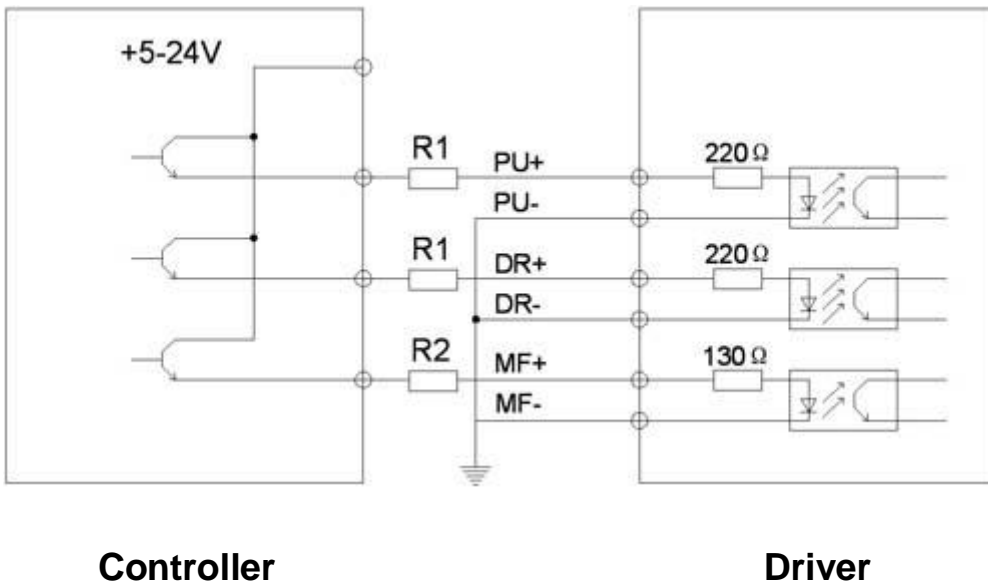 +5-24V
R1
PU+
220Ω
PU-
R1
DR+
220Ω
DR-
R2
MF+
130Ω
MF-
Controller
Driver